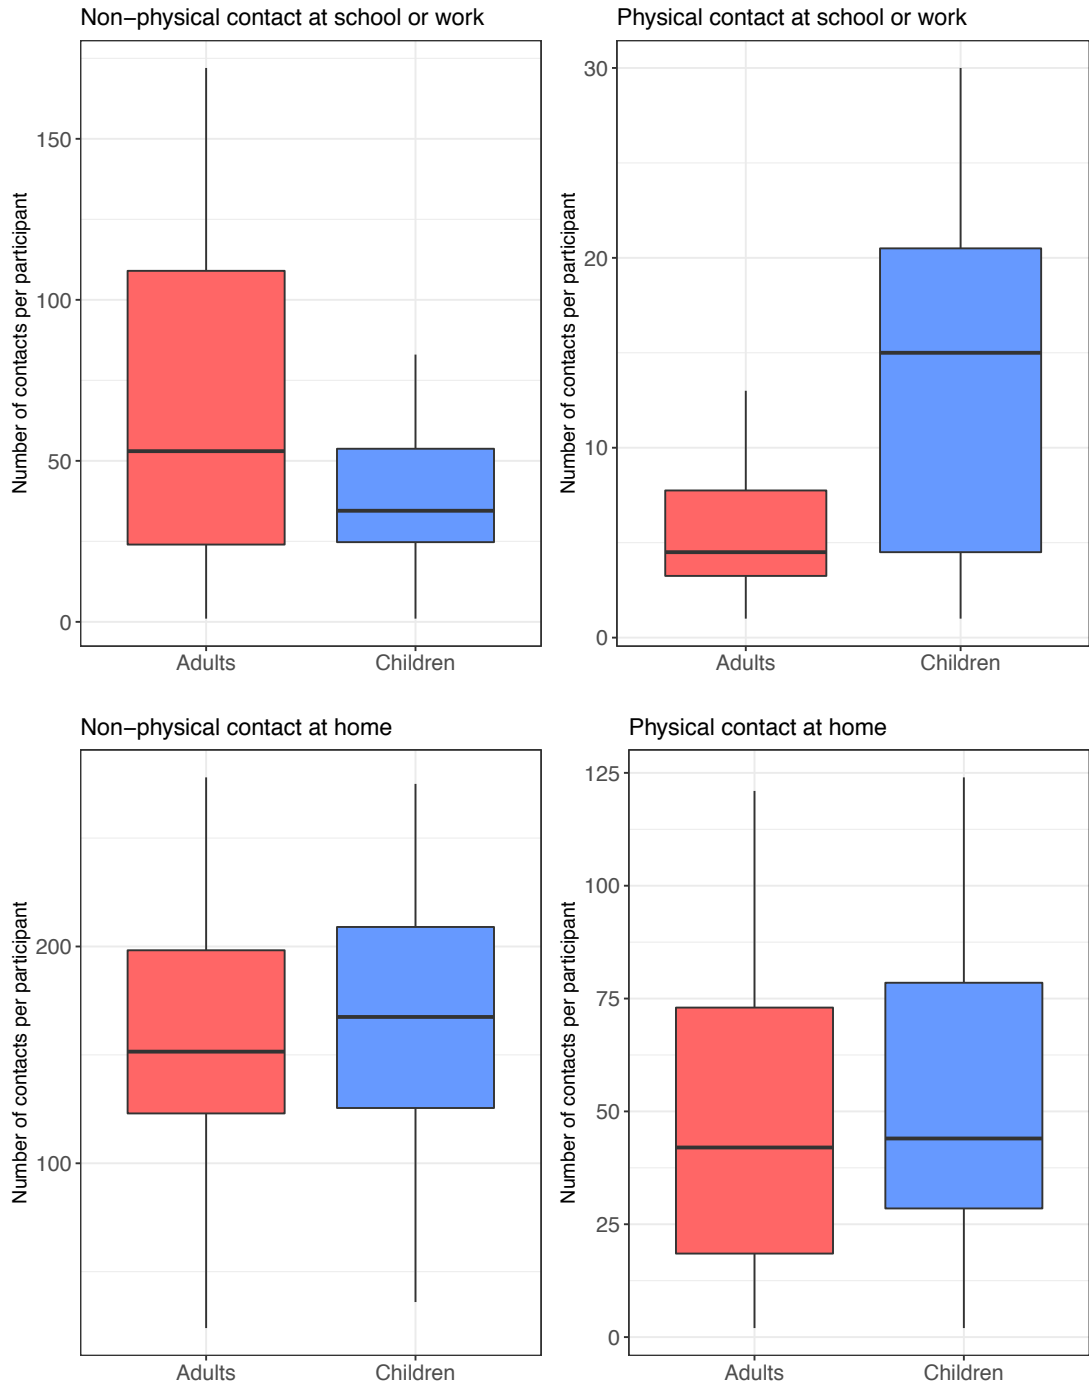 Non−physical contact at school or work
Number of contacts per participant
150
100
50
0
Adults Children
Physical contact at school or work
Number of contacts per participant
30
20
10
0
Adults Children
Non−physical contact at home
Number of contacts per participant
200
100
Adults Children
Physical contact at home
Number of contacts per participant
125
100
75
50
25
0
Adults Children